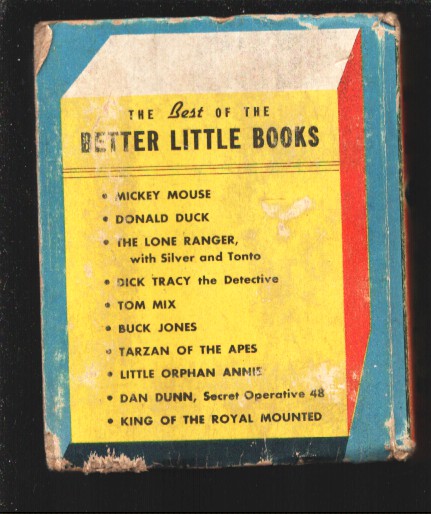 THE Best OF THE
BETTER LITTLE BOOKS
• MICKEY MOUSE
• DONALD DUCK
• THE LONE RANGER,
with Silver and Tonto
• DICK TRACY the Detective
• TOM MIX
• BUCK JONES
• TARZAN OF THE APES
• LITTLE ORPHAN ANNIE
• DAN DUNN, Secret Operative 48
• KING OF THE ROYAL MOUNTED